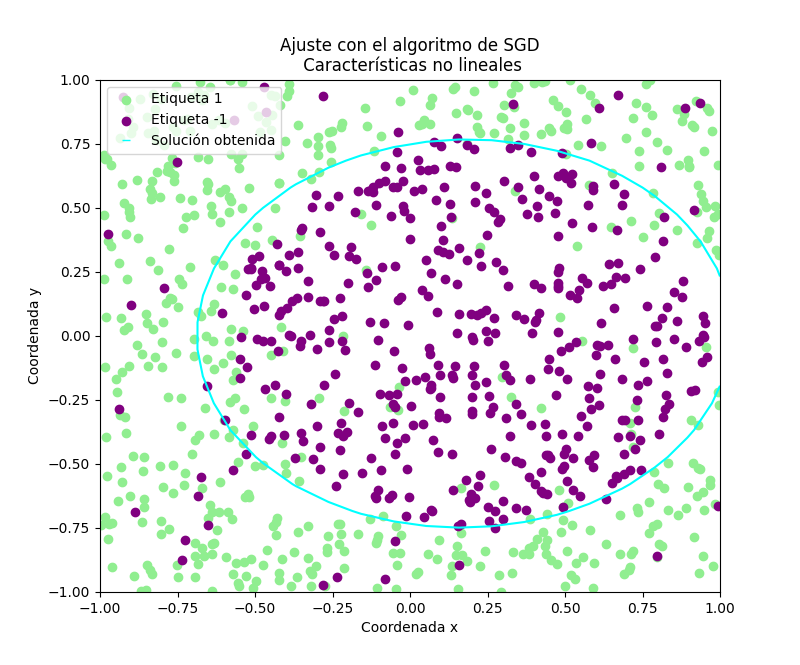 Ajuste con el algoritmo de SGD
Características no lineales
Etiqueta 1
Etiqueta -1
Solución obtenida
1.00
0.75
0.50
0.25
0.00
−0.25
−0.50
−0.75
−1.00
Coordenada y
−1.00
−0.75
−0.50
−0.25
0.00
0.25
0.50
0.75
1.00
Coordenada x